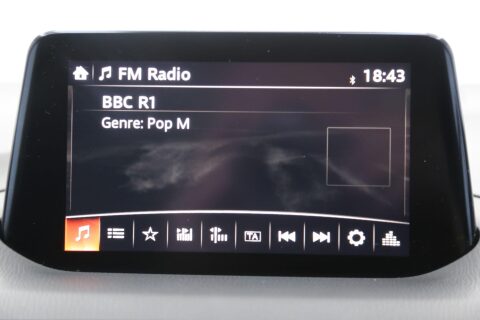 FM Radio 18:43
BBC R1
Genre: Pop M
TA